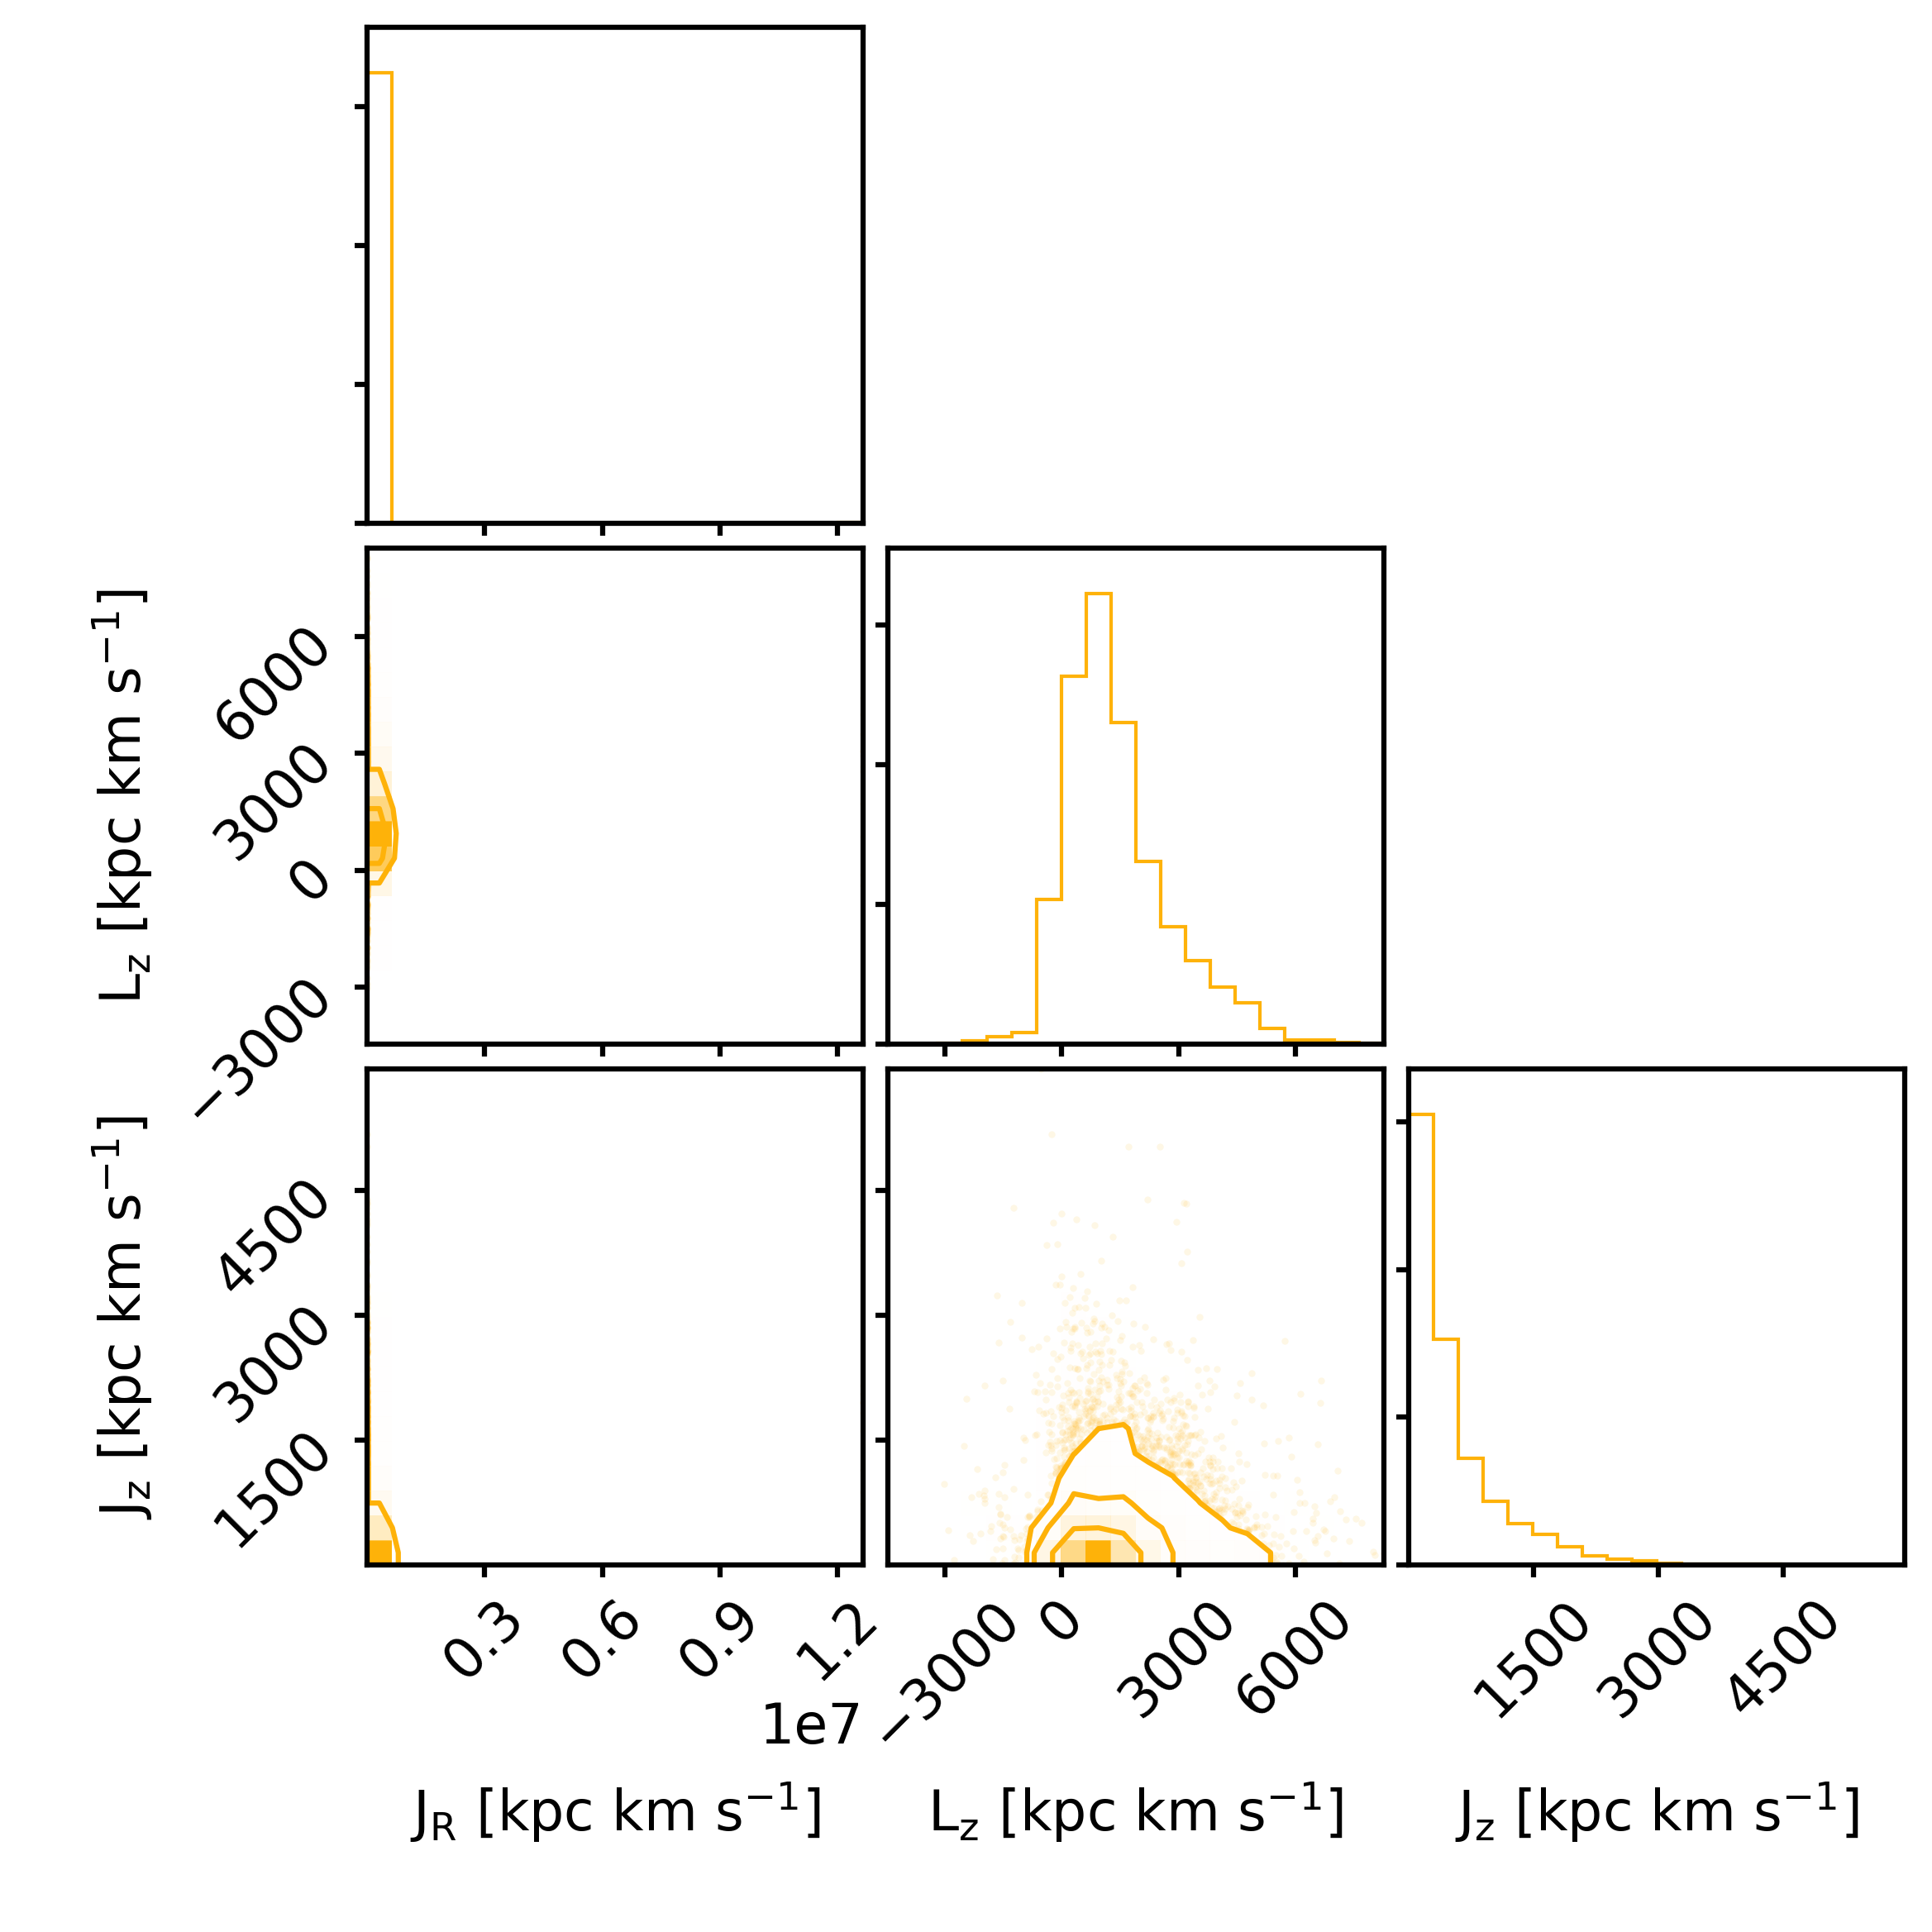 L_z [kpc km s⁻¹]
6000
3000
0
−3000
J_z [kpc km s⁻¹]
4500
3000
1500
0.3 0.6 0.9 1.2
1e7
−3000 0 3000 6000
1500 3000 4500
J_R [kpc km s⁻¹]
L_z [kpc km s⁻¹]
J_z [kpc km s⁻¹]